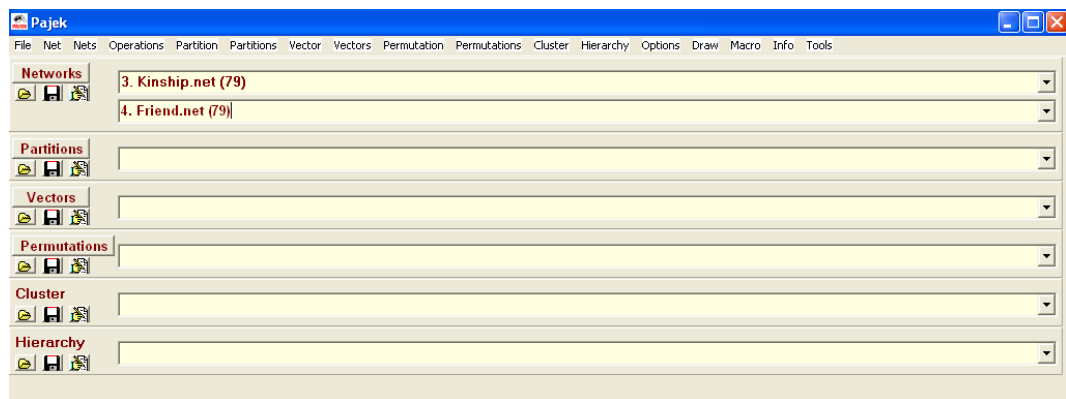 Pajek
File Net Nets Operations Partition Partitions Vector Vectors Permutation Permutations Cluster Hierarchy Options Draw Macro Info Tools
Networks
3. Kinship.net (79)
4. Friend.net (79)
Partitions
Vectors
Permutations
Cluster
Hierarchy